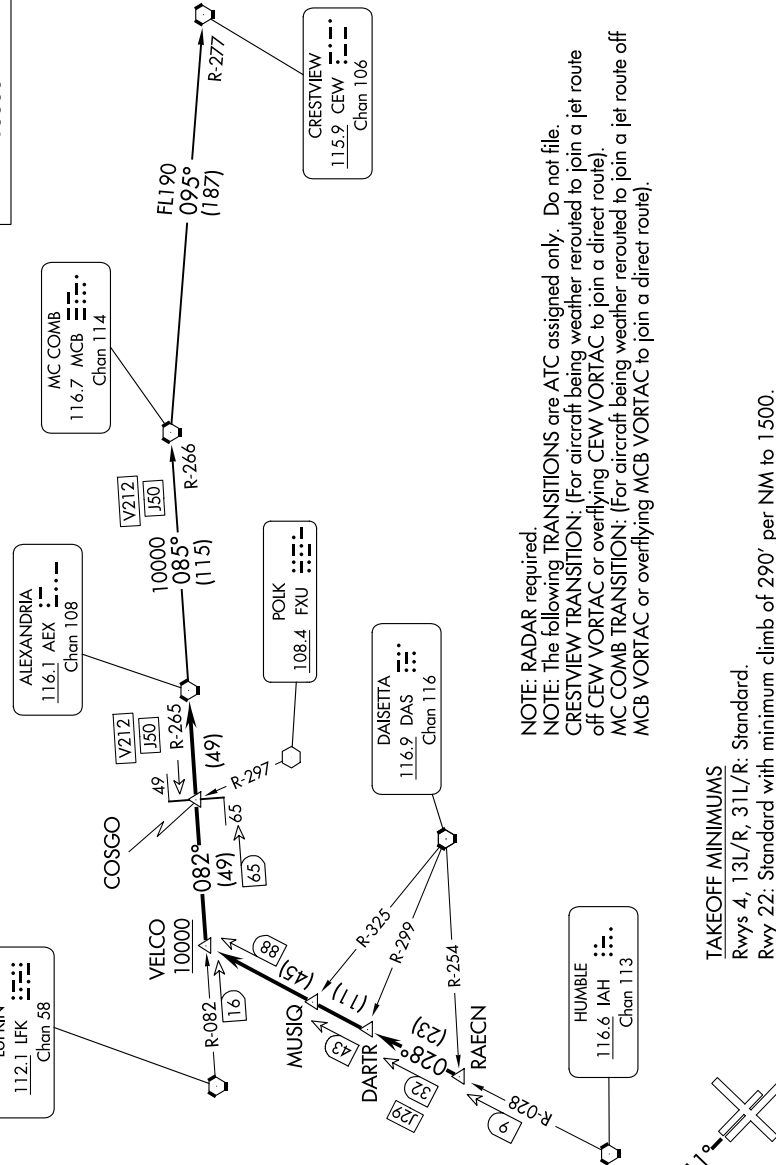 LUFKIN
112.1 LFK
Chan 58
ALEXANDRIA
116.1 AEX
Chan 108
MC COMB
116.7 MCB
Chan 114
CRESTVIEW
115.9 CEW
Chan 106
FL190
095°
(187)
R-277
V212
J50
10000
085°
(115)
R-266
V212
J50
R-265
(49)
49
COSGO
65
65
082°
(49)
R-297
POLK
108.4 FXU
VELCO
10000
R-082
16
88
(45)
MUSIQ
43
(11)
DARTR
32
J29
(23)
028°
RAECN
9
R-028
R-325
R-299
R-254
DAISETTA
116.9 DAS
Chan 116
HUMBLE
116.6 IAH
Chan 113
NOTE: RADAR required.
NOTE: The following TRANSITIONS are ATC assigned only. Do not file.
CRESTVIEW TRANSITION: (For aircraft being weather rerouted to join a jet route
off CEW VORTAC or overflying CEW VORTAC to join a direct route).
MC COMB TRANSITION: (For aircraft being weather rerouted to join a jet route off
MCB VORTAC or overflying MCB VORTAC to join a direct route).
TAKEOFF MINIMUMS
Rwys 4, 13L/R, 31L/R: Standard.
Rwy 22: Standard with minimum climb of 290' per NM to 1500.